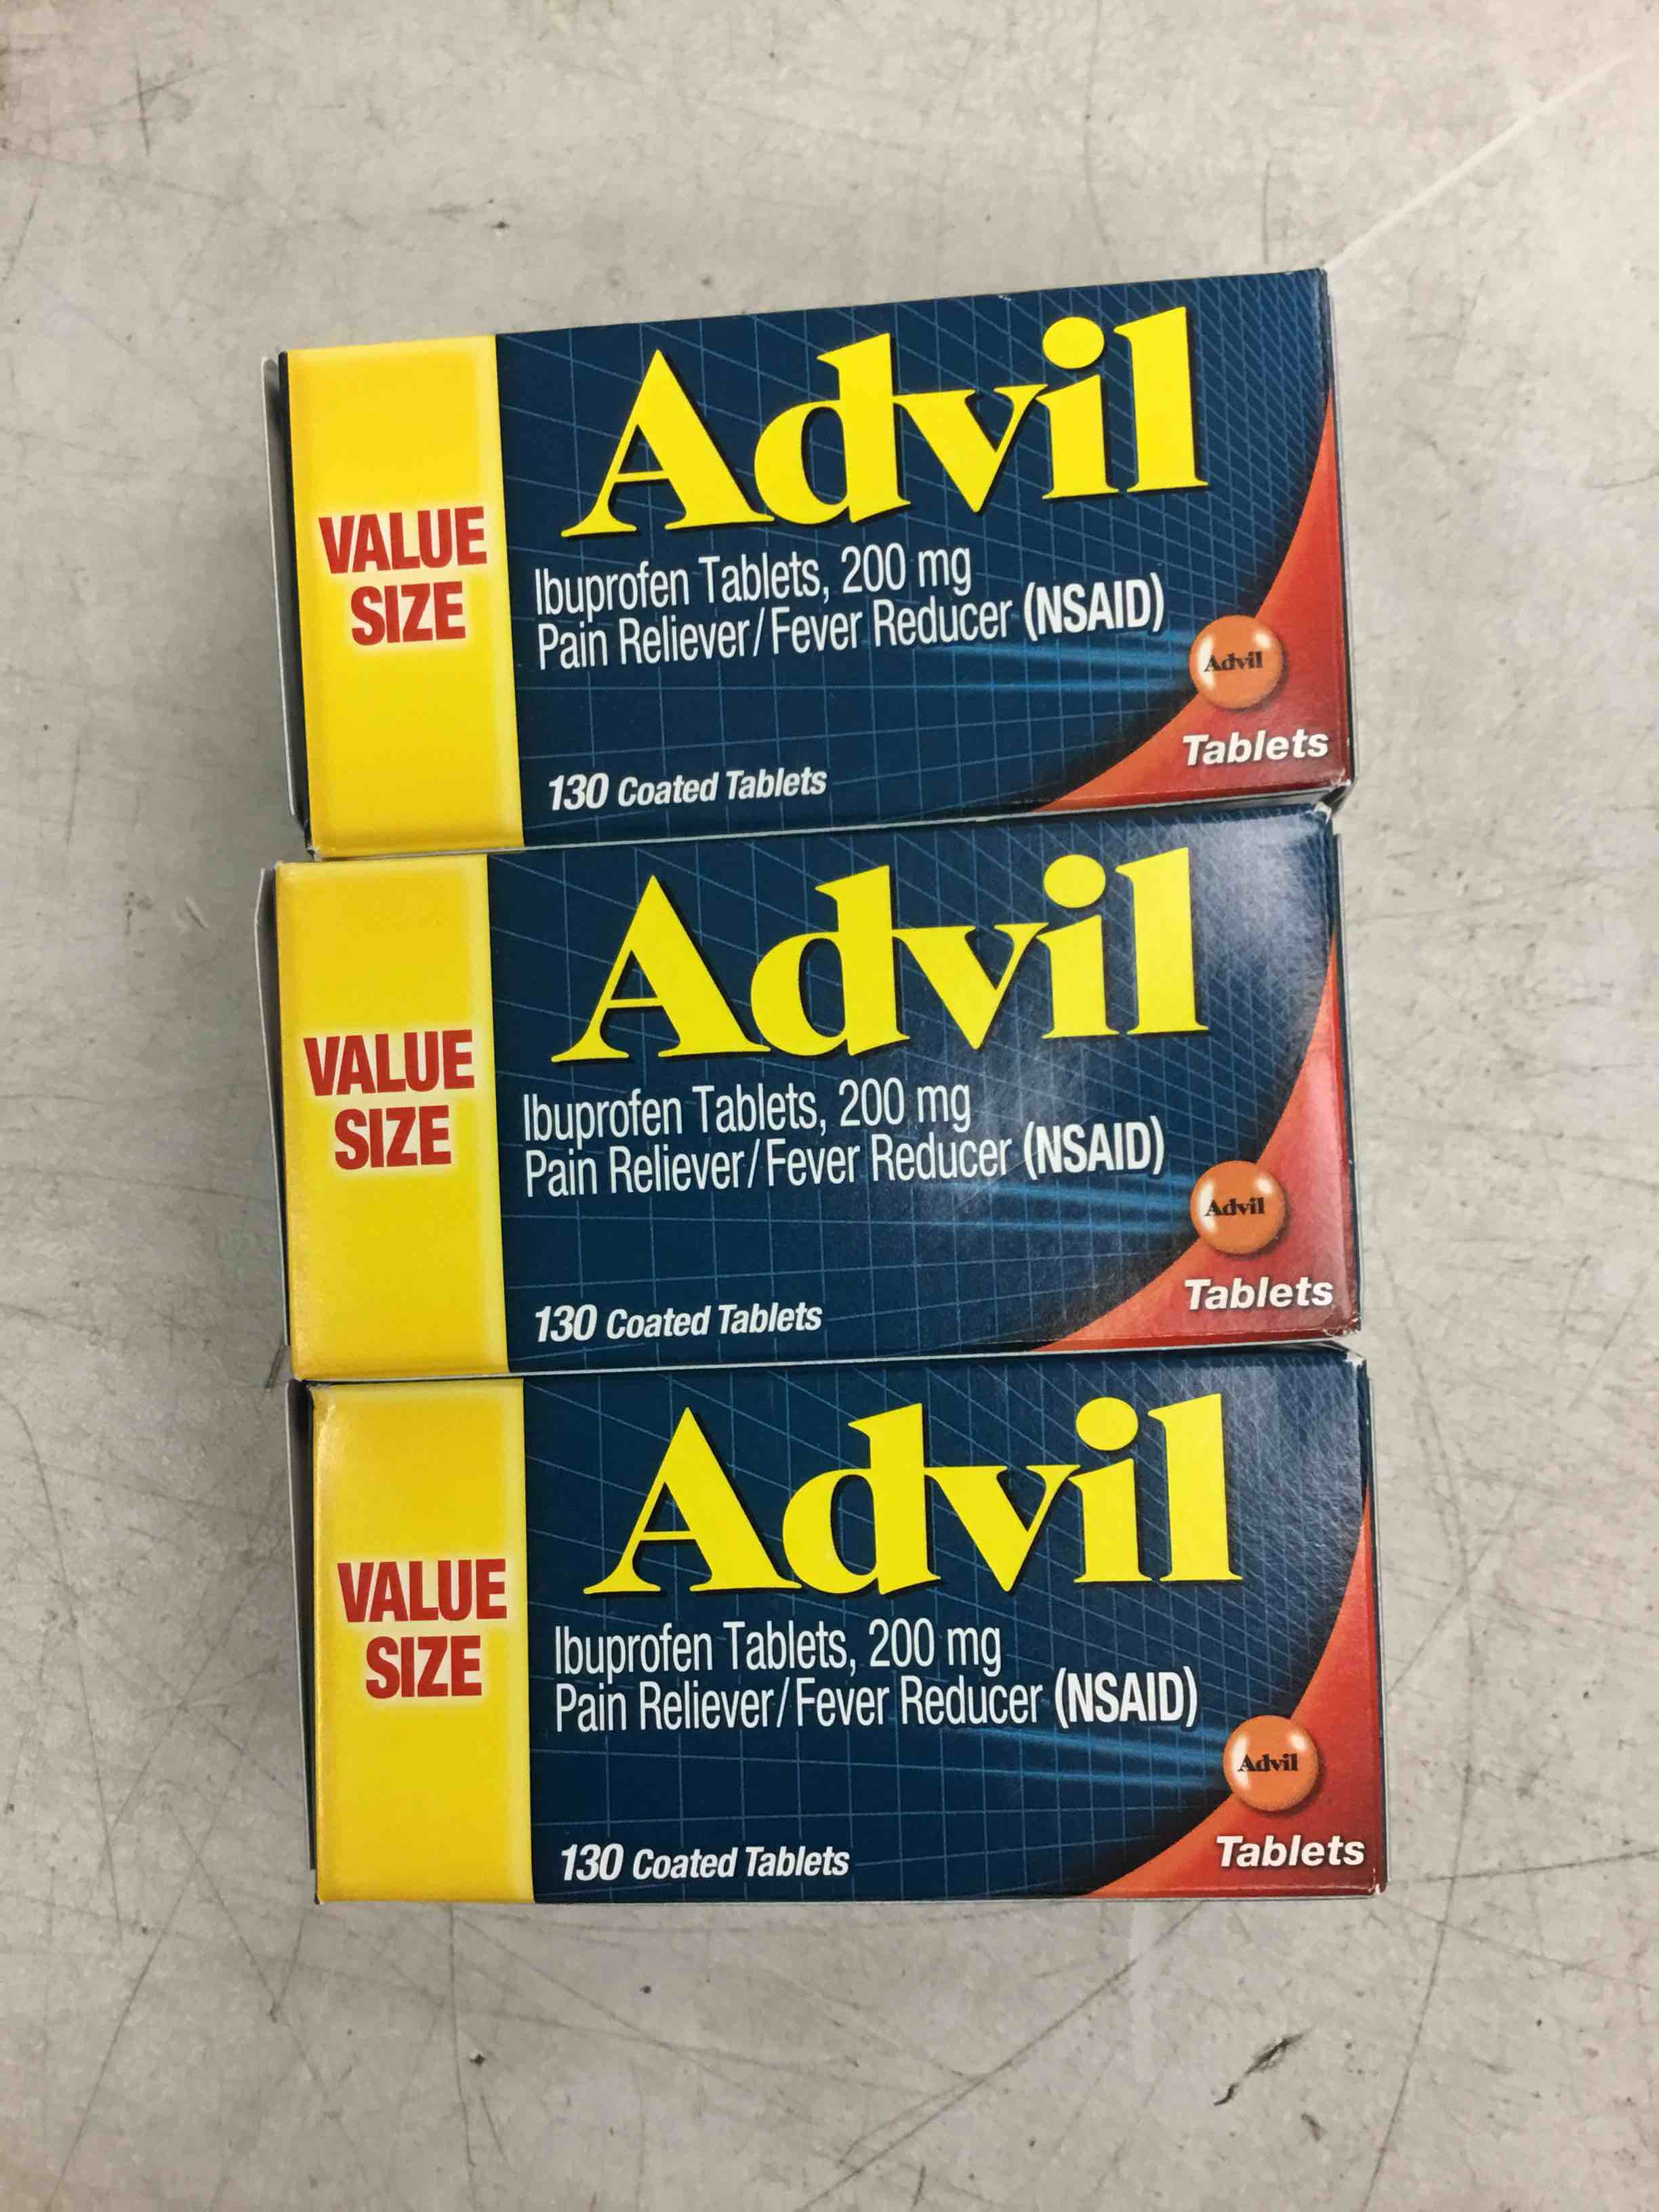 VALUE
SIZE
Advil
Ibuprofen Tablets, 200 mg
Pain Reliever/Fever Reducer (NSAID)
Advil
Tablets
130 Coated Tablets
VALUE
SIZE
Advil
Ibuprofen Tablets, 200 mg
Pain Reliever/Fever Reducer (NSAID)
Advil
Tablets
130 Coated Tablets
VALUE
SIZE
Advil
Ibuprofen Tablets, 200 mg
Pain Reliever/Fever Reducer (NSAID)
Advil
Tablets
130 Coated Tablets